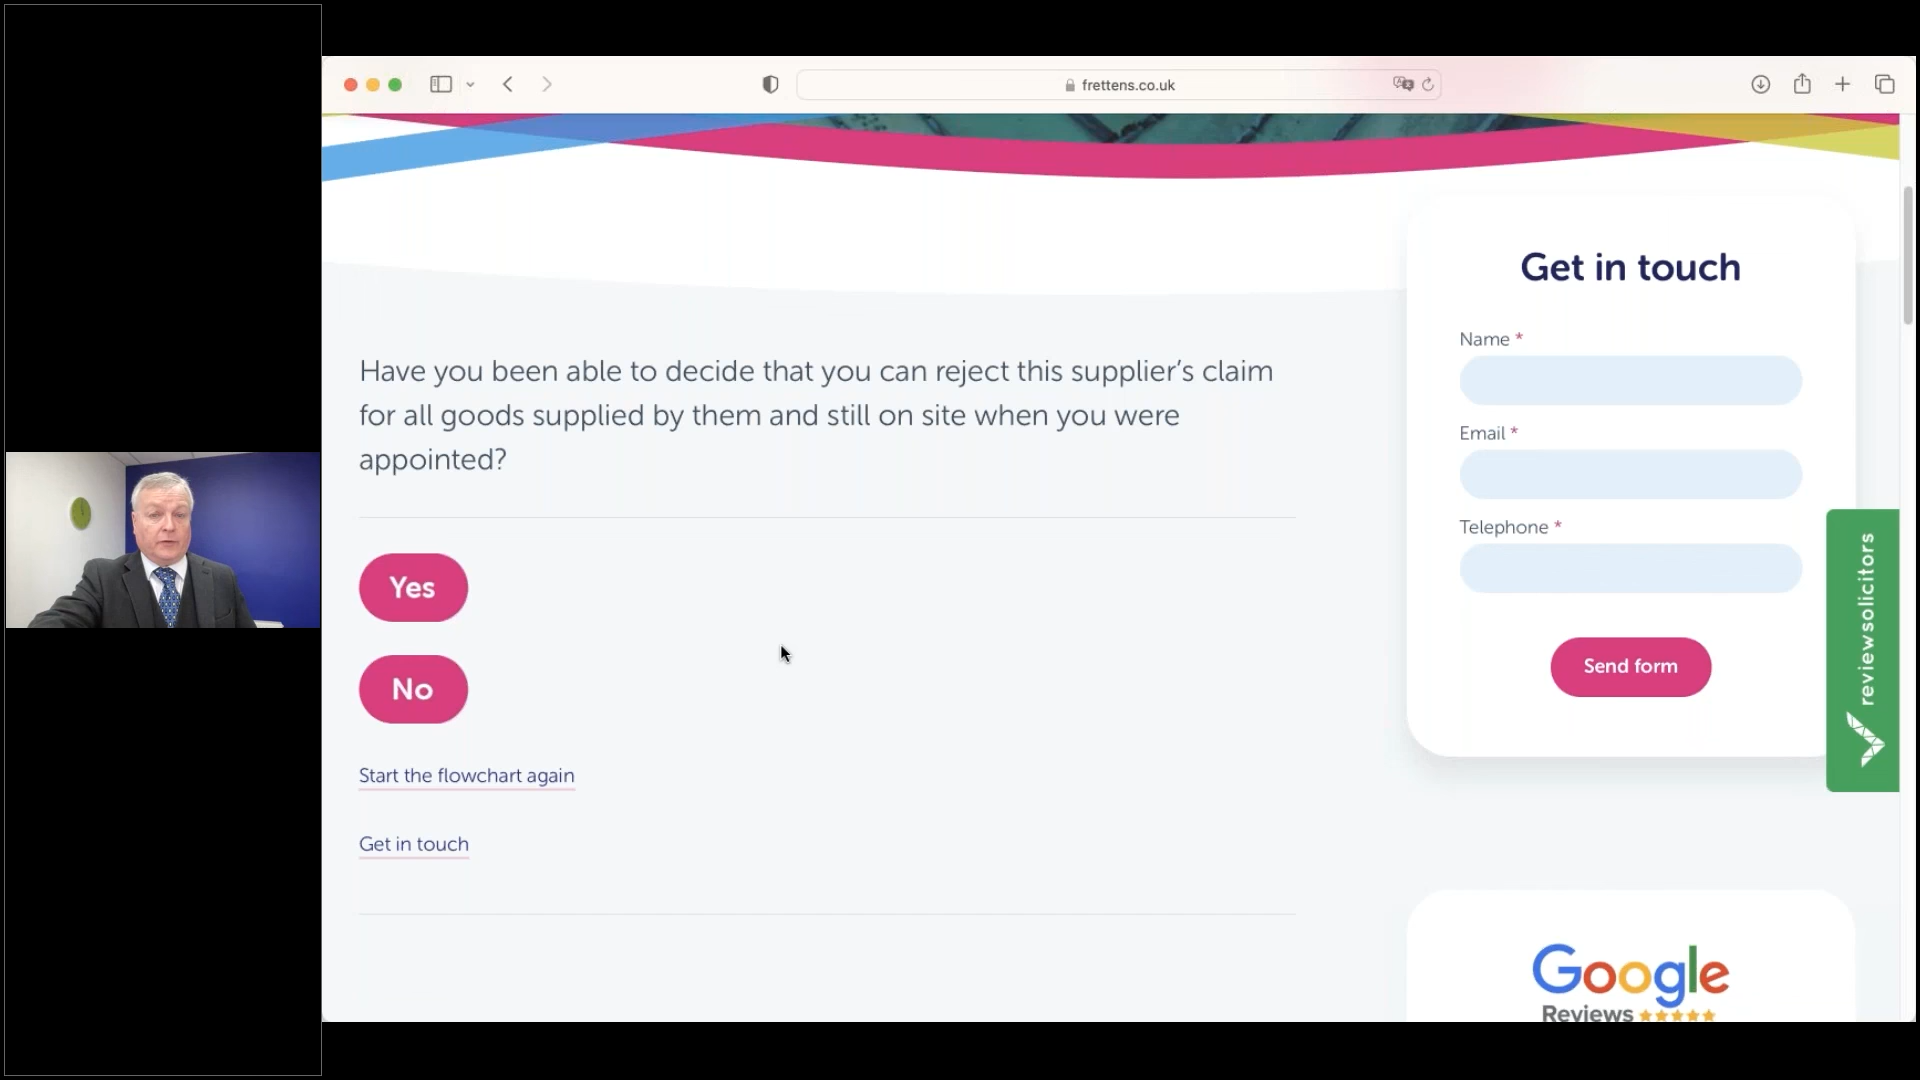 frettens.co.uk
Have you been able to decide that you can reject this supplier’s claim
for all goods supplied by them and still on site when you were
appointed?
Yes
No
Start the flowchart again
Get in touch
Get in touch
Name *
Email *
Telephone *
Send form
reviewsolicitors
Google
Reviews